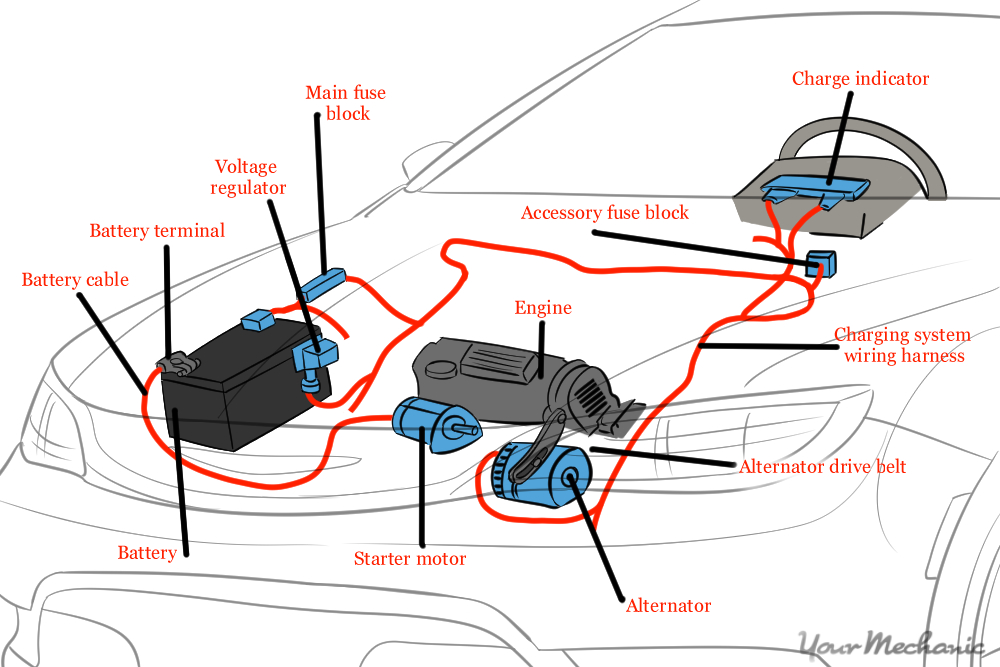 Charge indicator
Main fuse
block
Voltage
regulator
Accessory fuse block
Battery terminal
Battery cable
Engine
Charging system
wiring harness
Alternator drive belt
Battery
Starter motor
Alternator
YourMechanic